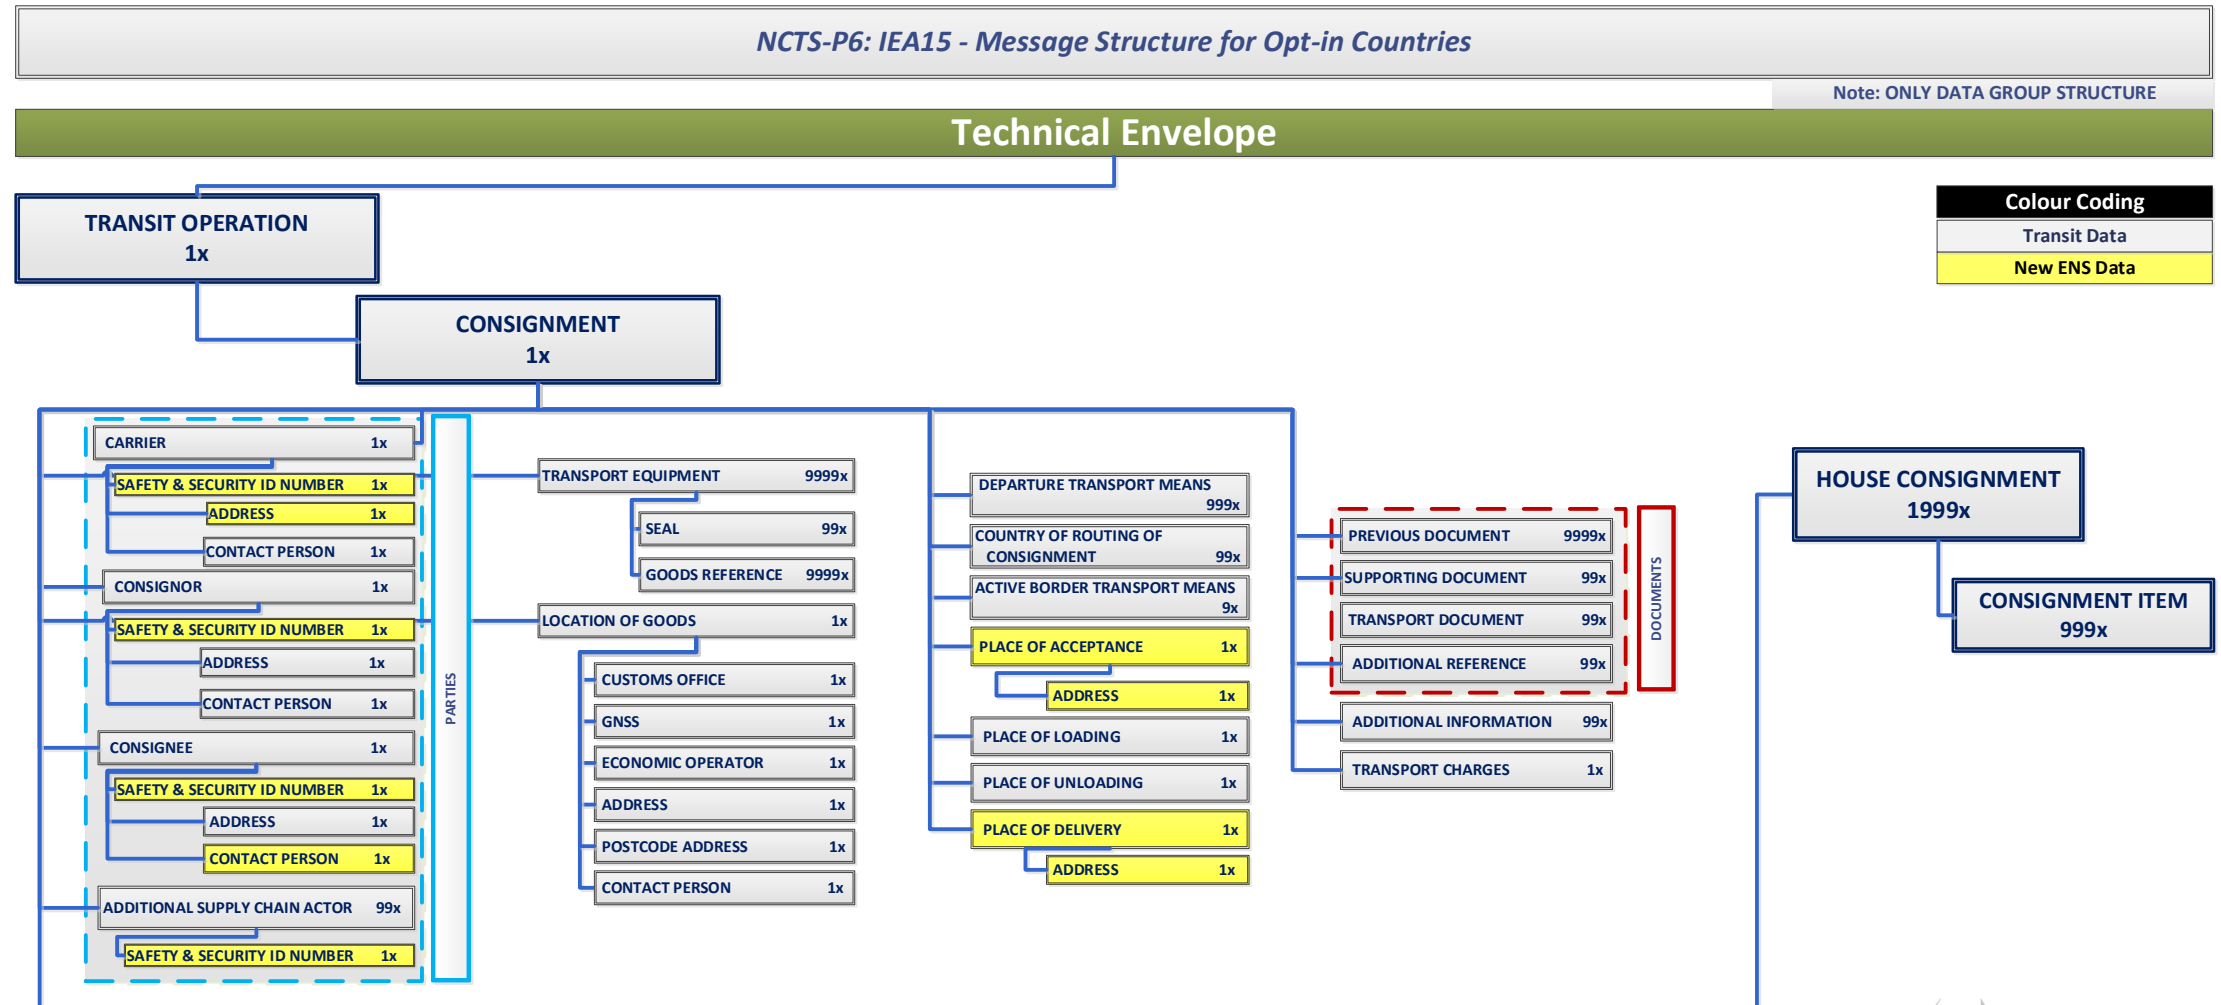 NCTS-P6: IEA15 - Message Structure for Opt-in Countries
Note: ONLY DATA GROUP STRUCTURE
Technical Envelope
TRANSIT OPERATION
1x
Colour Coding
Transit Data
New ENS Data
CONSIGNMENT
1x
CARRIER 1x
SAFETY & SECURITY ID NUMBER 1x
ADDRESS 1x
CONTACT PERSON 1x
CONSIGNOR 1x
SAFETY & SECURITY ID NUMBER 1x
ADDRESS 1x
CONTACT PERSON 1x
CONSIGNEE 1x
SAFETY & SECURITY ID NUMBER 1x
ADDRESS 1x
CONTACT PERSON 1x
ADDITIONAL SUPPLY CHAIN ACTOR 99x
SAFETY & SECURITY ID NUMBER 1x
PARTIES
TRANSPORT EQUIPMENT 9999x
SEAL 99x
GOODS REFERENCE 9999x
LOCATION OF GOODS 1x
CUSTOMS OFFICE 1x
GNSS 1x
ECONOMIC OPERATOR 1x
ADDRESS 1x
POSTCODE ADDRESS 1x
CONTACT PERSON 1x
DEPARTURE TRANSPORT MEANS
999x
COUNTRY OF ROUTING OF
CONSIGNMENT 99x
ACTIVE BORDER TRANSPORT MEANS
9x
PLACE OF ACCEPTANCE 1x
ADDRESS 1x
PLACE OF LOADING 1x
PLACE OF UNLOADING 1x
PLACE OF DELIVERY 1x
ADDRESS 1x
PREVIOUS DOCUMENT 9999x
SUPPORTING DOCUMENT 99x
TRANSPORT DOCUMENT 99x
ADDITIONAL REFERENCE 99x
DOCUMENTS
ADDITIONAL INFORMATION 99x
TRANSPORT CHARGES 1x
HOUSE CONSIGNMENT
1999x
CONSIGNMENT ITEM
999x